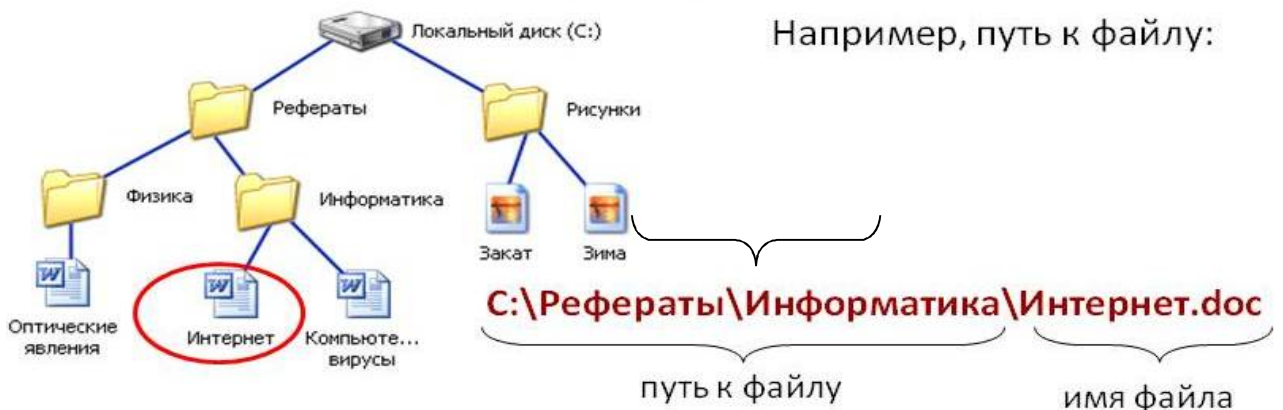 Локальный диск (C:)
Например, путь к файлу:
Рефераты
Рисунки
Физика
Информатика
Закат
Зима
Оптические
явления
Интернет
Компьюте...
вирусы
C:\Рефераты\Информатика\Интернет.doc
путь к файлу
имя файла